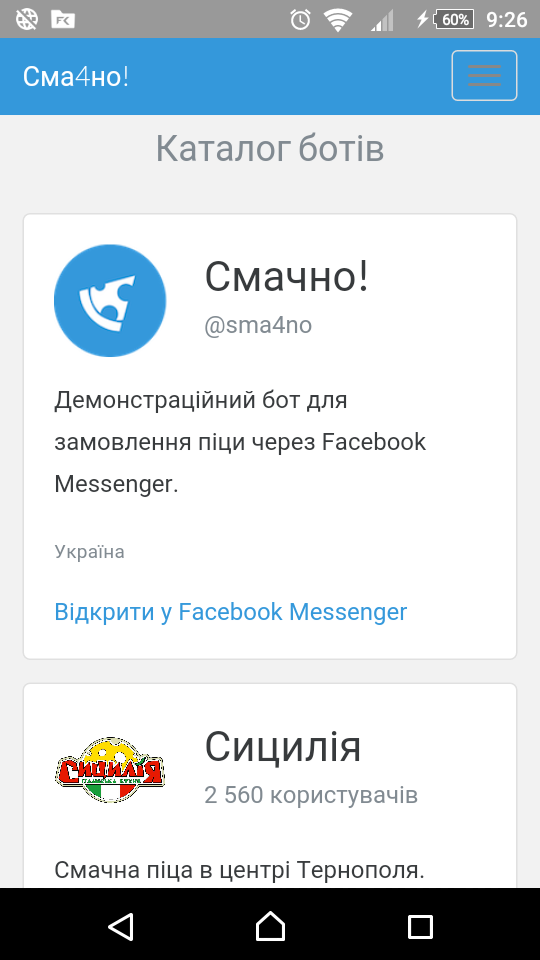 60%
9:26
Сма4но!
Каталог ботів
Смачно!
@sma4no
Демонстраційний бот для
замовлення піци через Facebook
Messenger.
Україна
Відкрити у Facebook Messenger
Сицилія
Сицилія
2 560 користувачів
Смачна піца в центрі Тернополя.